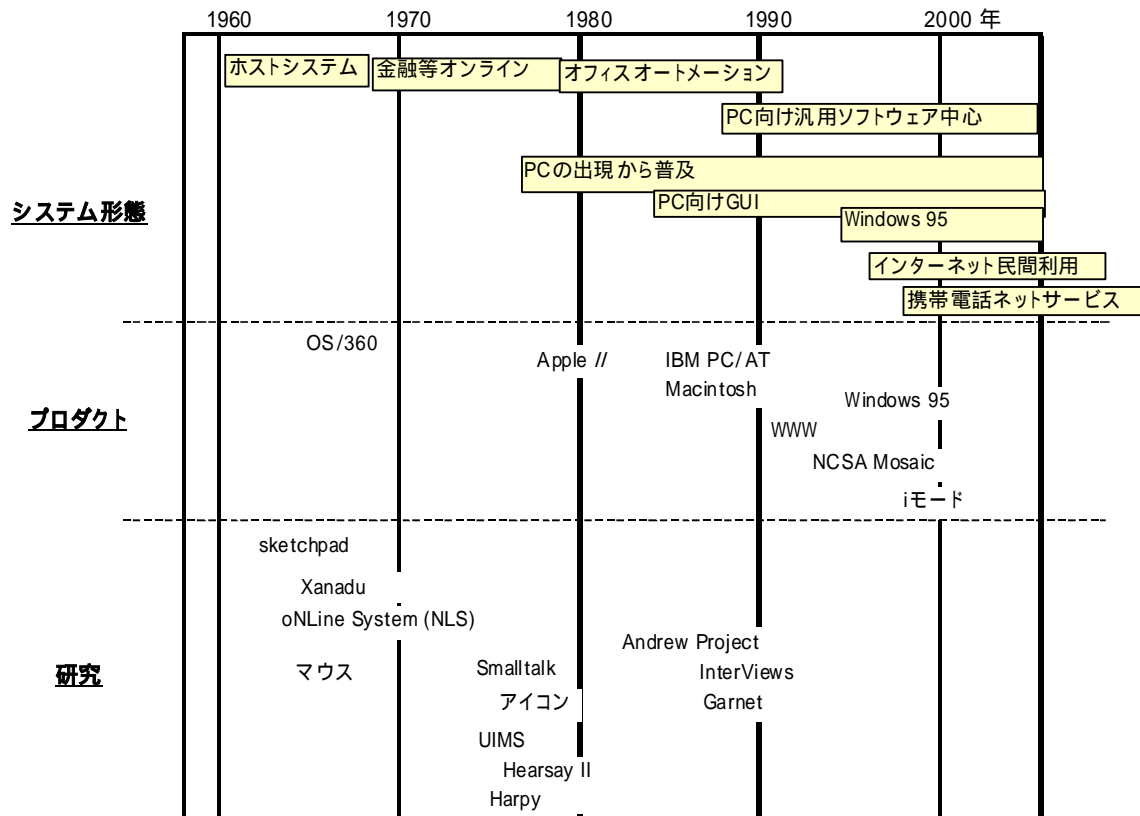 1960 1970 1980 1990 2000 年
ホストシステム 金融等オンライン オフィスオートメーション
PC向け汎用ソフトウェア中心
PCの出現から普及
PC向けGUI
システム形態
Windows 95
インターネット民間利用
携帯電話ネットサービス
OS/360
Apple // IBM PC/AT
Macintosh
Windows 95
プロダクト
WWW
NCSA Mosaic
iモード
sketchpad
Xanadu
oNLine System (NLS)
Andrew Project
研究
マウス Smalltalk InterViews
アイコン Garnet
UIMS
Hearsay II
Harpy